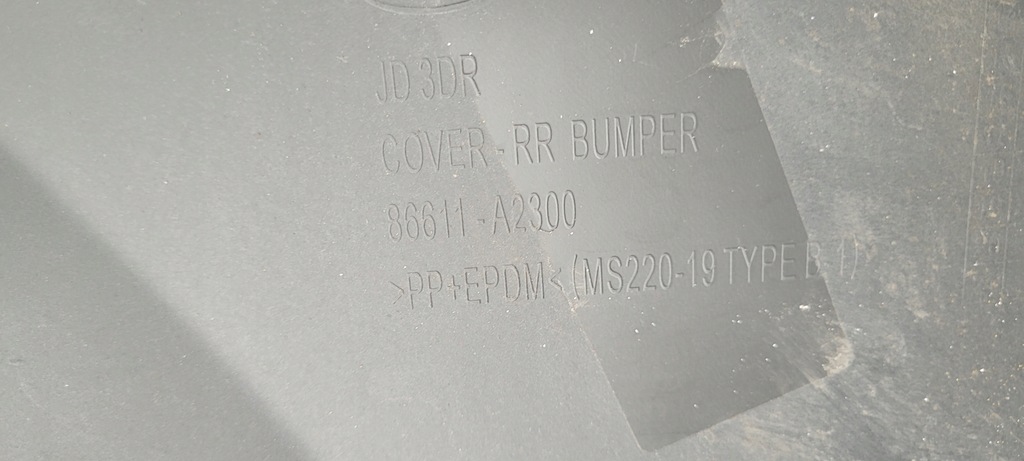 JD 3DR
COVER-RR BUMPER
86611-A2300
>PP+EPDM<(MS220-19 TYPE B-1)